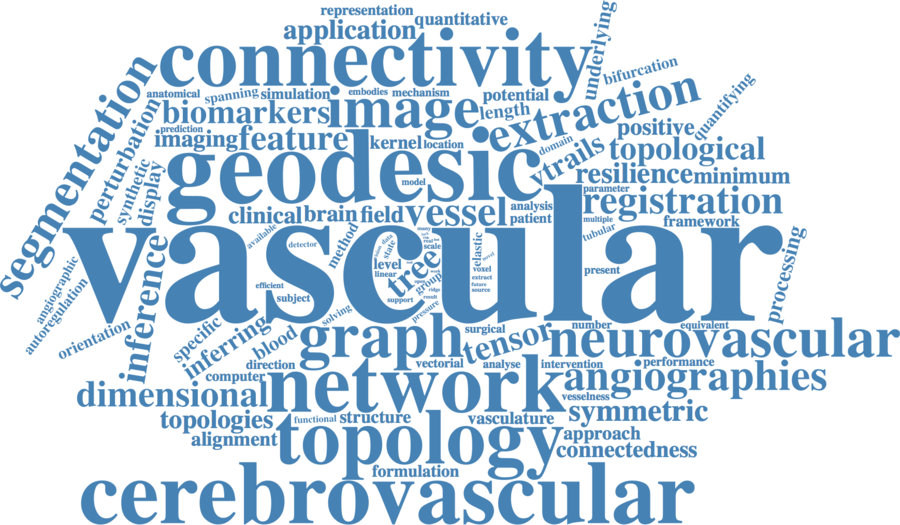 representation
application
quantitative
connectivity
underlying
bifurcation
anatomical
spanning
simulation
embodies
mechanism
potential
quantifying
segmentation
biomarkers
image
length
extraction
prediction
perturbation
imaging
feature
kernel
location
domain
positive
vtrails
topological
synthetic
display
geodesic
model
resilience
minimum
parameter
registration
clinical
brain
field
vessel
analysis
patient
multiple
framework
tubular
vascular
available
detector
method
data
state
many
real
scale
elastic
novel
level
linear
tree
voxel
extract
future
source
present
processing
angiographic
autoregulation
inference
efficient
subject
support
group
ridge
result
pressure
orientation
specific
inferring
blood
solving
graph
surgical
tensor
number
equivalent
neurovascular
direction
computer
vectorial
analyse
intervention
performance
dimensional
network
angiographies
vesselness
topologies
functional
structure
vasculature
symmetric
alignment
topology
approach
connectedness
formulation
cerebrovascular